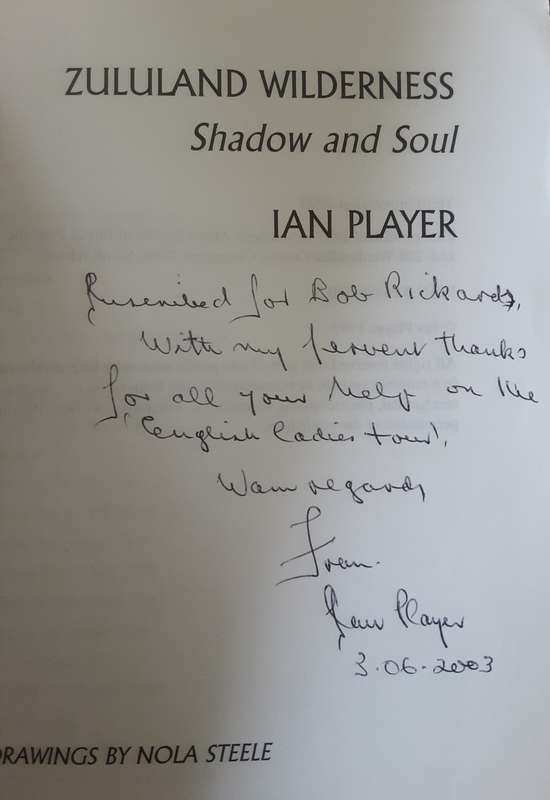 ZULULAND WILDERNESS
Shadow and Soul
IAN PLAYER
Inscribed for Bob Rickards,
With my fervent thanks
for all your help on the
'English ladies tour'.
Warm regards
from
Ian Player
3.06.2003
DRAWINGS BY NOLA STEELE